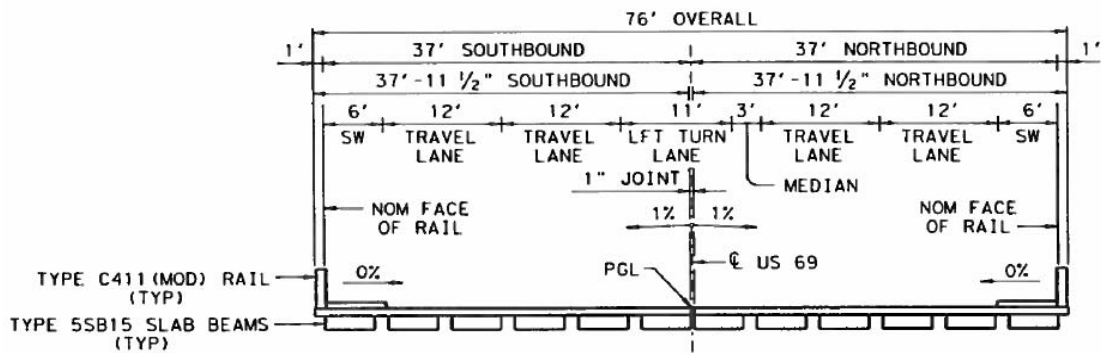 76' OVERALL
1' 37' SOUTHBOUND 37' NORTHBOUND 1'
37'-11 1/2" SOUTHBOUND 37'-11 1/2" NORTHBOUND
6' 12' 12' 11' 3' 12' 12' 6'
SW TRAVEL LANE TRAVEL LANE LFT TURN LANE TRAVEL LANE TRAVEL LANE SW
1" JOINT
MEDIAN
NOM FACE
OF RAIL
1% 1%
NOM FACE
OF RAIL
℄ US 69
PGL
TYPE C411(MOD) RAIL
(TYP)
0%
0%
TYPE 5SB15 SLAB BEAMS
(TYP)